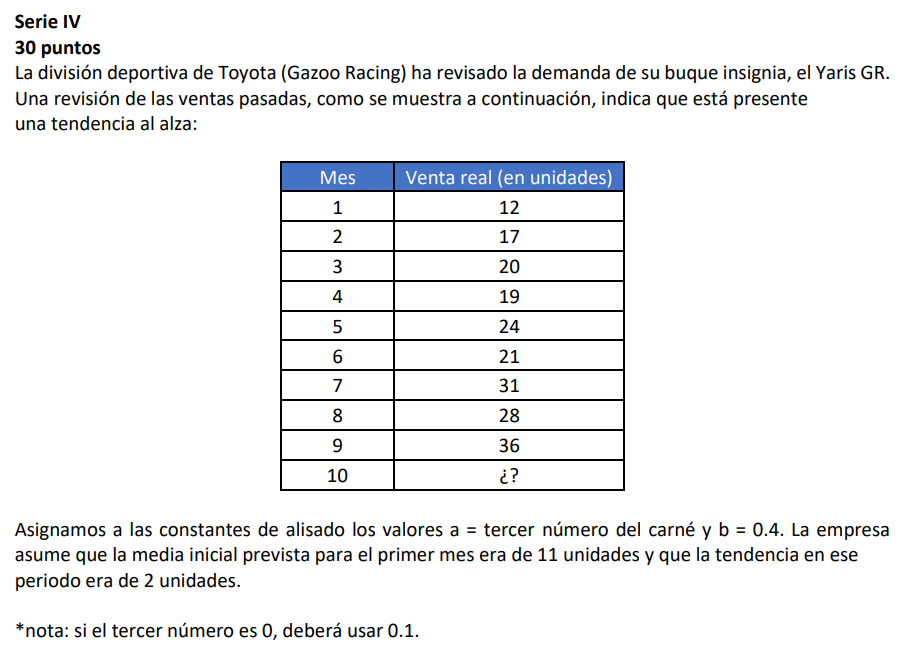 Serie IV
30 puntos
La división deportiva de Toyota (Gazoo Racing) ha revisado la demanda de su buque insignia, el Yaris GR.
Una revisión de las ventas pasadas, como se muestra a continuación, indica que está presente
una tendencia al alza:
Mes Venta real (en unidades)
1 12
2 17
3 20
4 19
5 24
6 21
7 31
8 28
9 36
10 ¿?
Asignamos a las constantes de alisado los valores a = tercer número del carné y b = 0.4. La empresa
asume que la media inicial prevista para el primer mes era de 11 unidades y que la tendencia en ese
periodo era de 2 unidades.
*nota: si el tercer número es 0, deberá usar 0.1.